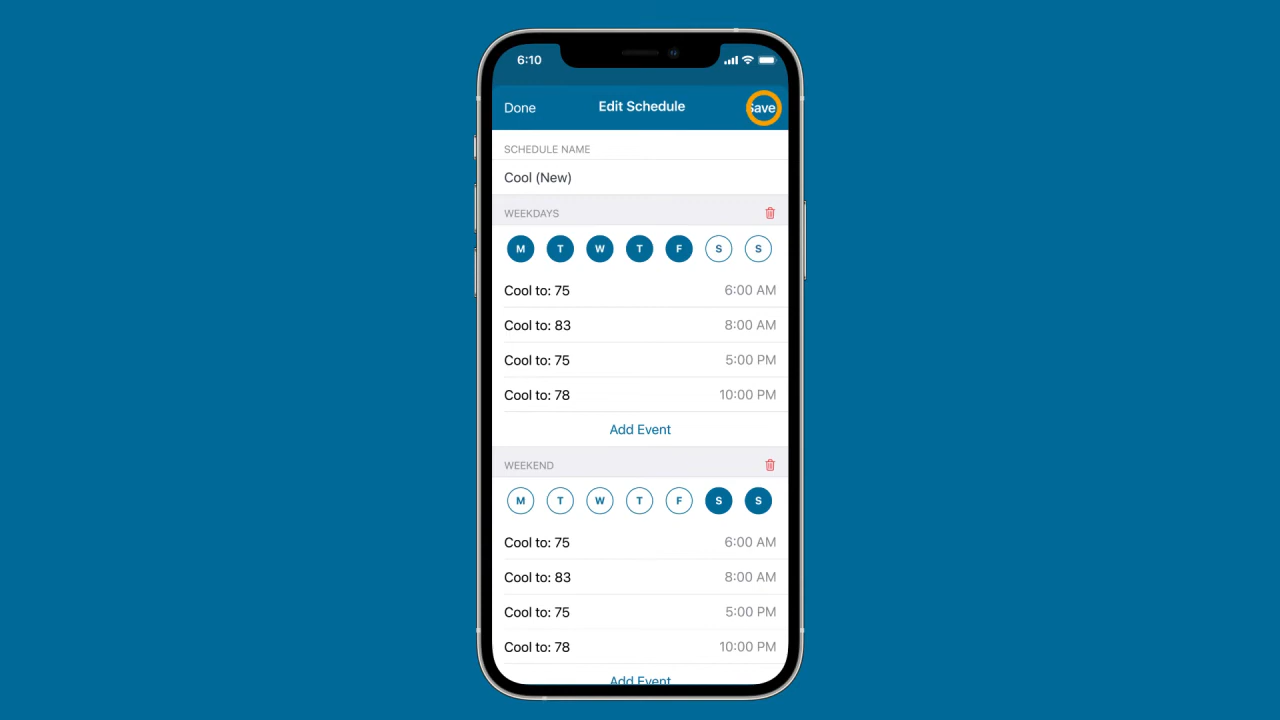 6:10
Done Edit Schedule Save
SCHEDULE NAME
Cool (New)
WEEKDAYS
M T W T F S S
Cool to: 75 6:00 AM
Cool to: 83 8:00 AM
Cool to: 75 5:00 PM
Cool to: 78 10:00 PM
Add Event
WEEKEND
M T W T F S S
Cool to: 75 6:00 AM
Cool to: 83 8:00 AM
Cool to: 75 5:00 PM
Cool to: 78 10:00 PM
Add Event